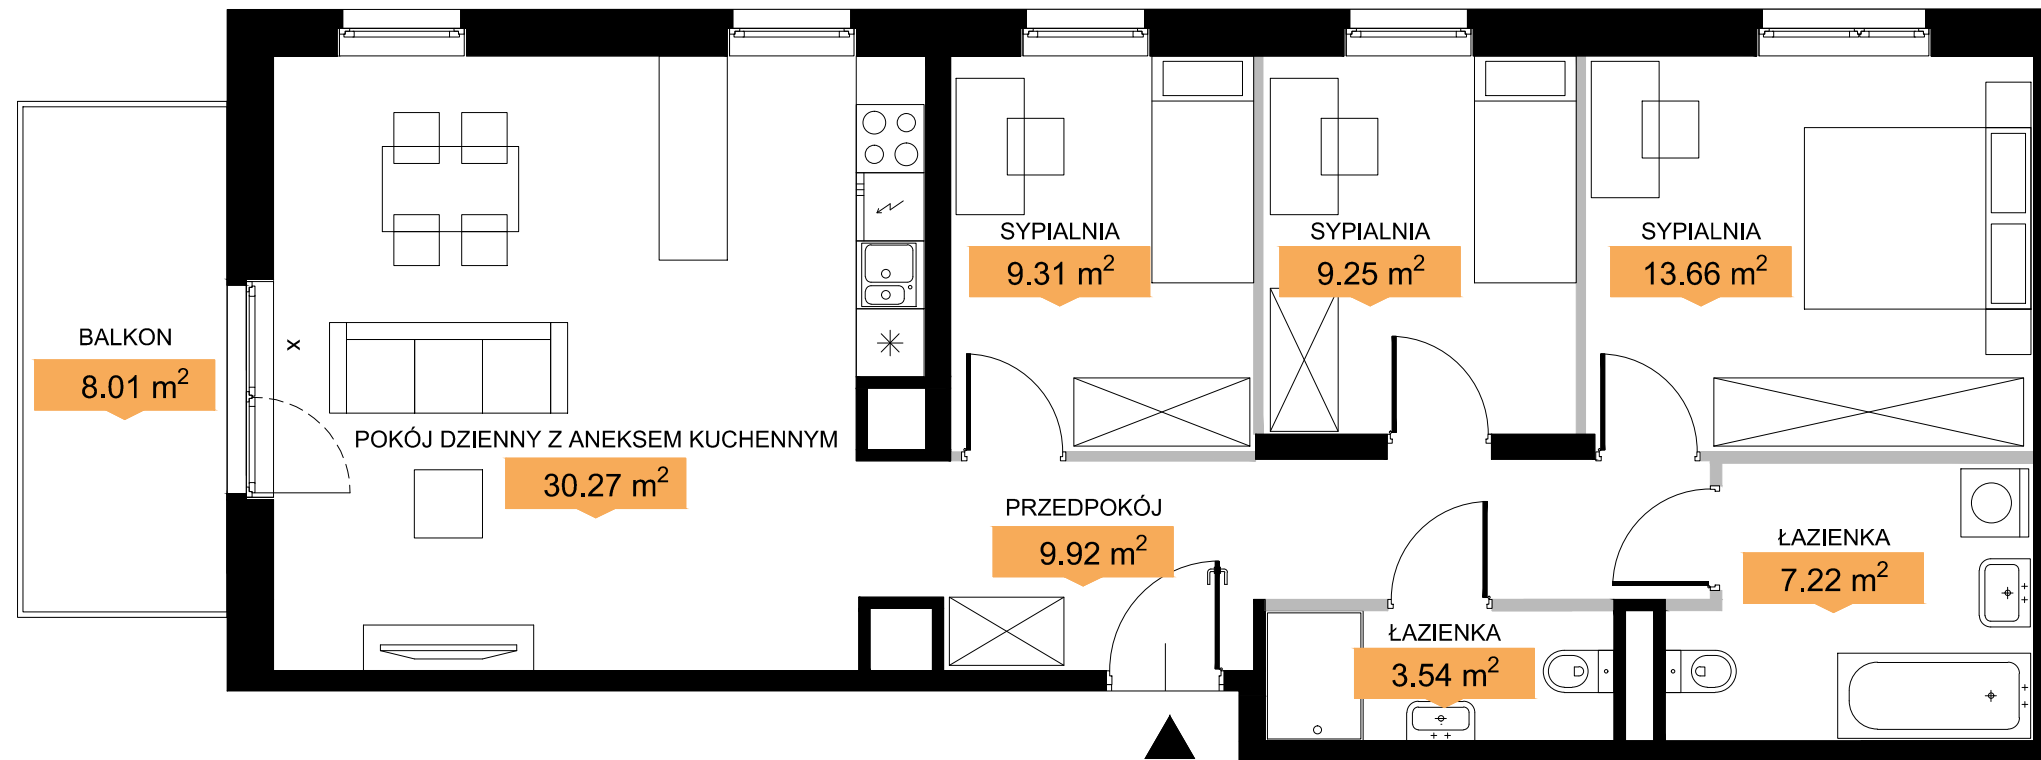 SYPIALNIA
9.31 m²
SYPIALNIA
9.25 m²
SYPIALNIA
13.66 m²
BALKON
8.01 m²
x
POKÓJ DZIENNY Z ANEKSEM KUCHENNYM
30.27 m²
PRZEDPOKÓJ
9.92 m²
ŁAZIENKA
7.22 m²
ŁAZIENKA
3.54 m²